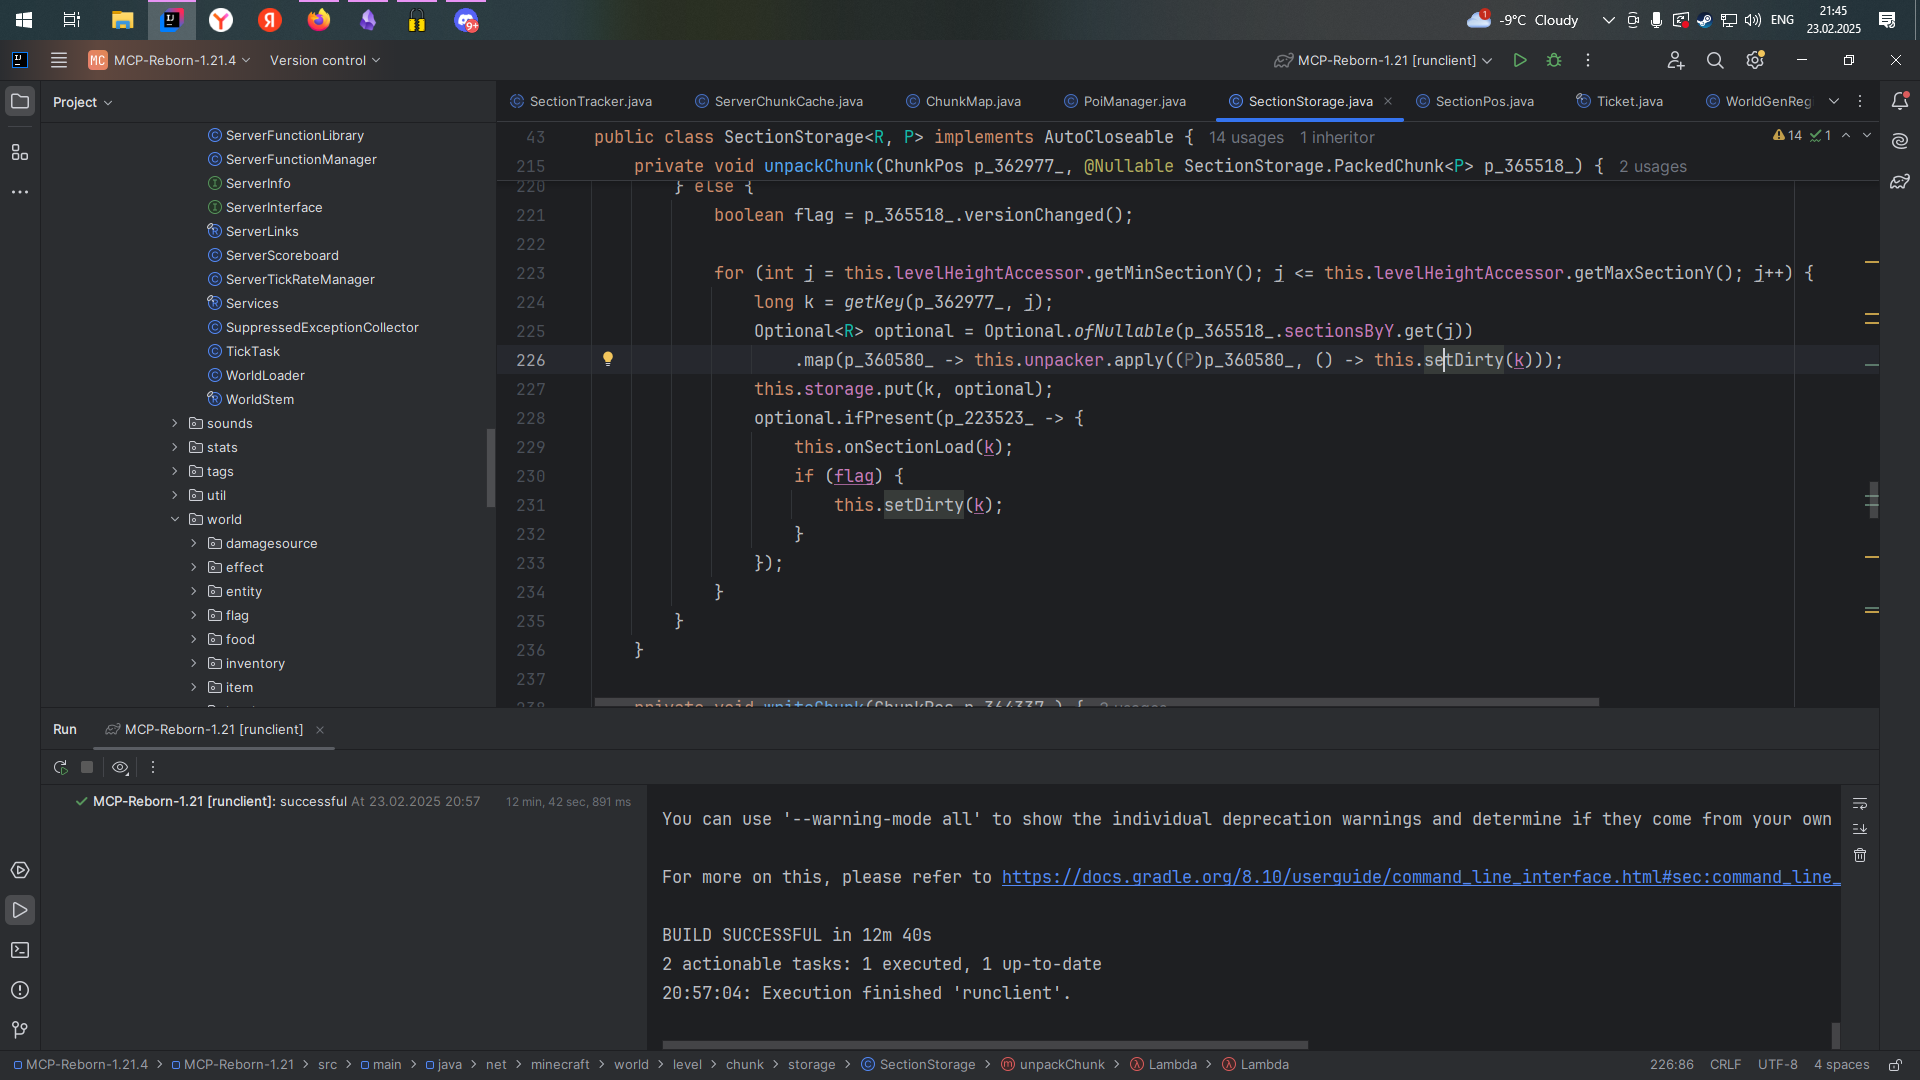 -9°C Cloudy
ENG
21:45
23.02.2025
MC MCP-Reborn-1.21.4
Version control
MCP-Reborn-1.21 [runclient]
Project
SectionTracker.java
ServerChunkCache.java
ChunkMap.java
PoiManager.java
SectionStorage.java
SectionPos.java
Ticket.java
WorldGenReg
ServerFunctionLibrary
ServerFunctionManager
ServerInfo
ServerInterface
ServerLinks
ServerScoreboard
ServerTickRateManager
Services
SuppressedExceptionCollector
TickTask
WorldLoader
WorldStem
sounds
stats
tags
util
world
damagesource
effect
entity
flag
food
inventory
item
14 1
43 public class SectionStorage<R, P> implements AutoCloseable { 14 usages 1 inheritor
215 private void unpackChunk(ChunkPos p_362977_, @Nullable SectionStorage.PackedChunk<P> p_365518_) { 2 usages
220 } else {
221 boolean flag = p_365518_.versionChanged();
222
223 for (int j = this.levelHeightAccessor.getMinSectionY(); j <= this.levelHeightAccessor.getMaxSectionY(); j++) {
224 long k = getKey(p_362977_, j);
225 Optional<R> optional = Optional.ofNullable(p_365518_.sectionsByY.get(j))
226 .map(p_360580_ -> this.unpacker.apply((P)p_360580_, () -> this.setDirty(k)));
227 this.storage.put(k, optional);
228 optional.ifPresent(p_223523_ -> {
229 this.onSectionLoad(k);
230 if (flag) {
231 this.setDirty(k);
232 }
233 });
234 }
235 }
236 }
237
238 private void writeChunk(ChunkPos p_364337_) { 2 usages
Run
MCP-Reborn-1.21 [runclient]
MCP-Reborn-1.21 [runclient]: successful At 23.02.2025 20:57 12 min, 42 sec, 891 ms
You can use '--warning-mode all' to show the individual deprecation warnings and determine if they come from your own
For more on this, please refer to https://docs.gradle.org/8.10/userguide/command_line_interface.html#sec:command_line_
BUILD SUCCESSFUL in 12m 40s
2 actionable tasks: 1 executed, 1 up-to-date
20:57:04: Execution finished 'runclient'.
MCP-Reborn-1.21.4 > MCP-Reborn-1.21 > src > main > java > net > minecraft > world > level > chunk > storage > SectionStorage > unpackChunk > Lambda > Lambda
226:86 CRLF UTF-8 4 spaces